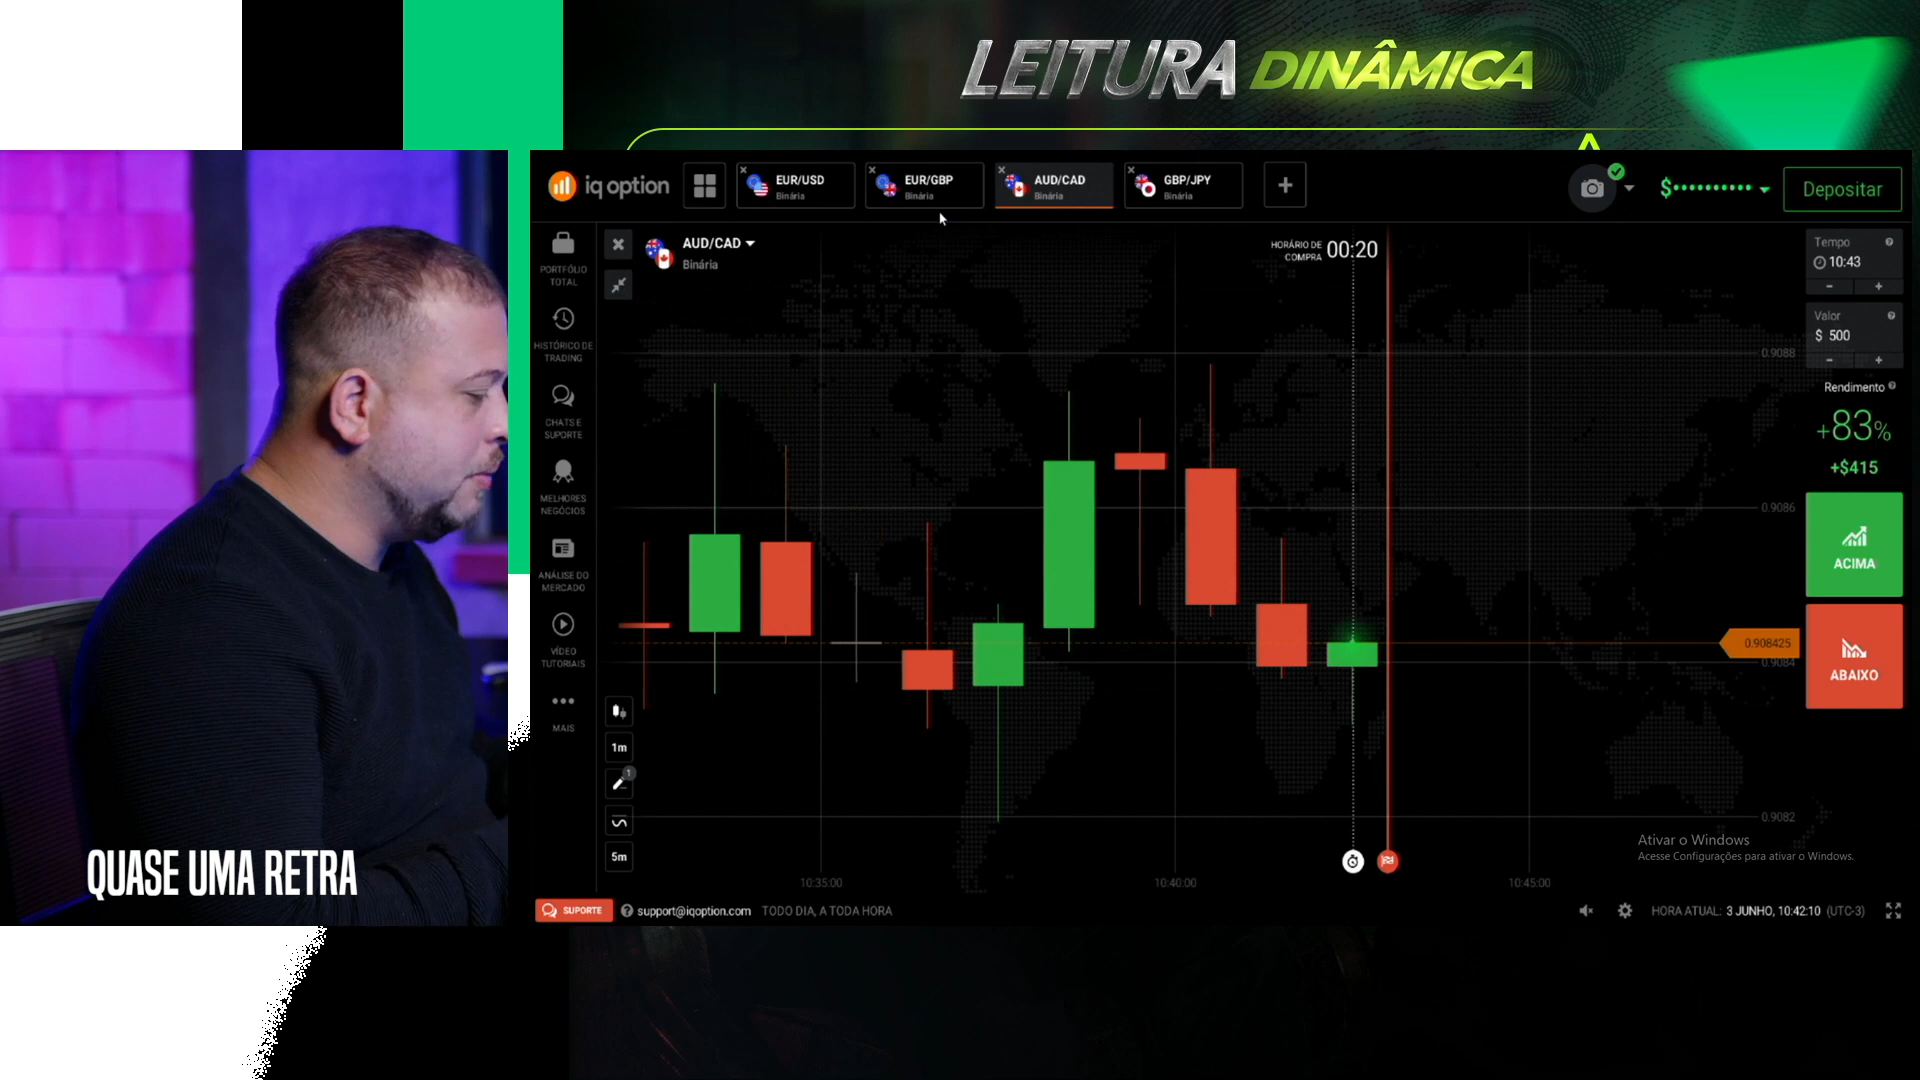 LEITURA DINÂMICA
iq option
EUR/USD
Binária
EUR/GBP
Binária
AUD/CAD
Binária
GBP/JPY
Binária
+
$••••••••••
Depositar
PORTFÓLIO
TOTAL
HISTÓRICO DE
TRADING
CHATS E
SUPORTE
MELHORES
NEGÓCIOS
ANÁLISE DO
MERCADO
VÍDEO
TUTORIAIS
MAIS
AUD/CAD
Binária
HORÁRIO DE
COMPRA
00:20
1m
1
5m
0.9088
0.9086
0.908425
0.9084
0.9082
10:35:00
10:40:00
10:45:00
Tempo
10:43
- +
Valor
$ 500
- +
Rendimento
+83%
+$415
ACIMA
ABAIXO
Ativar o Windows
Acesse Configurações para ativar o Windows.
SUPORTE
support@iqoption.com
TODO DIA, A TODA HORA
HORA ATUAL: 3 JUNHO, 10:42:10 (UTC-3)
QUASE UMA RETRA